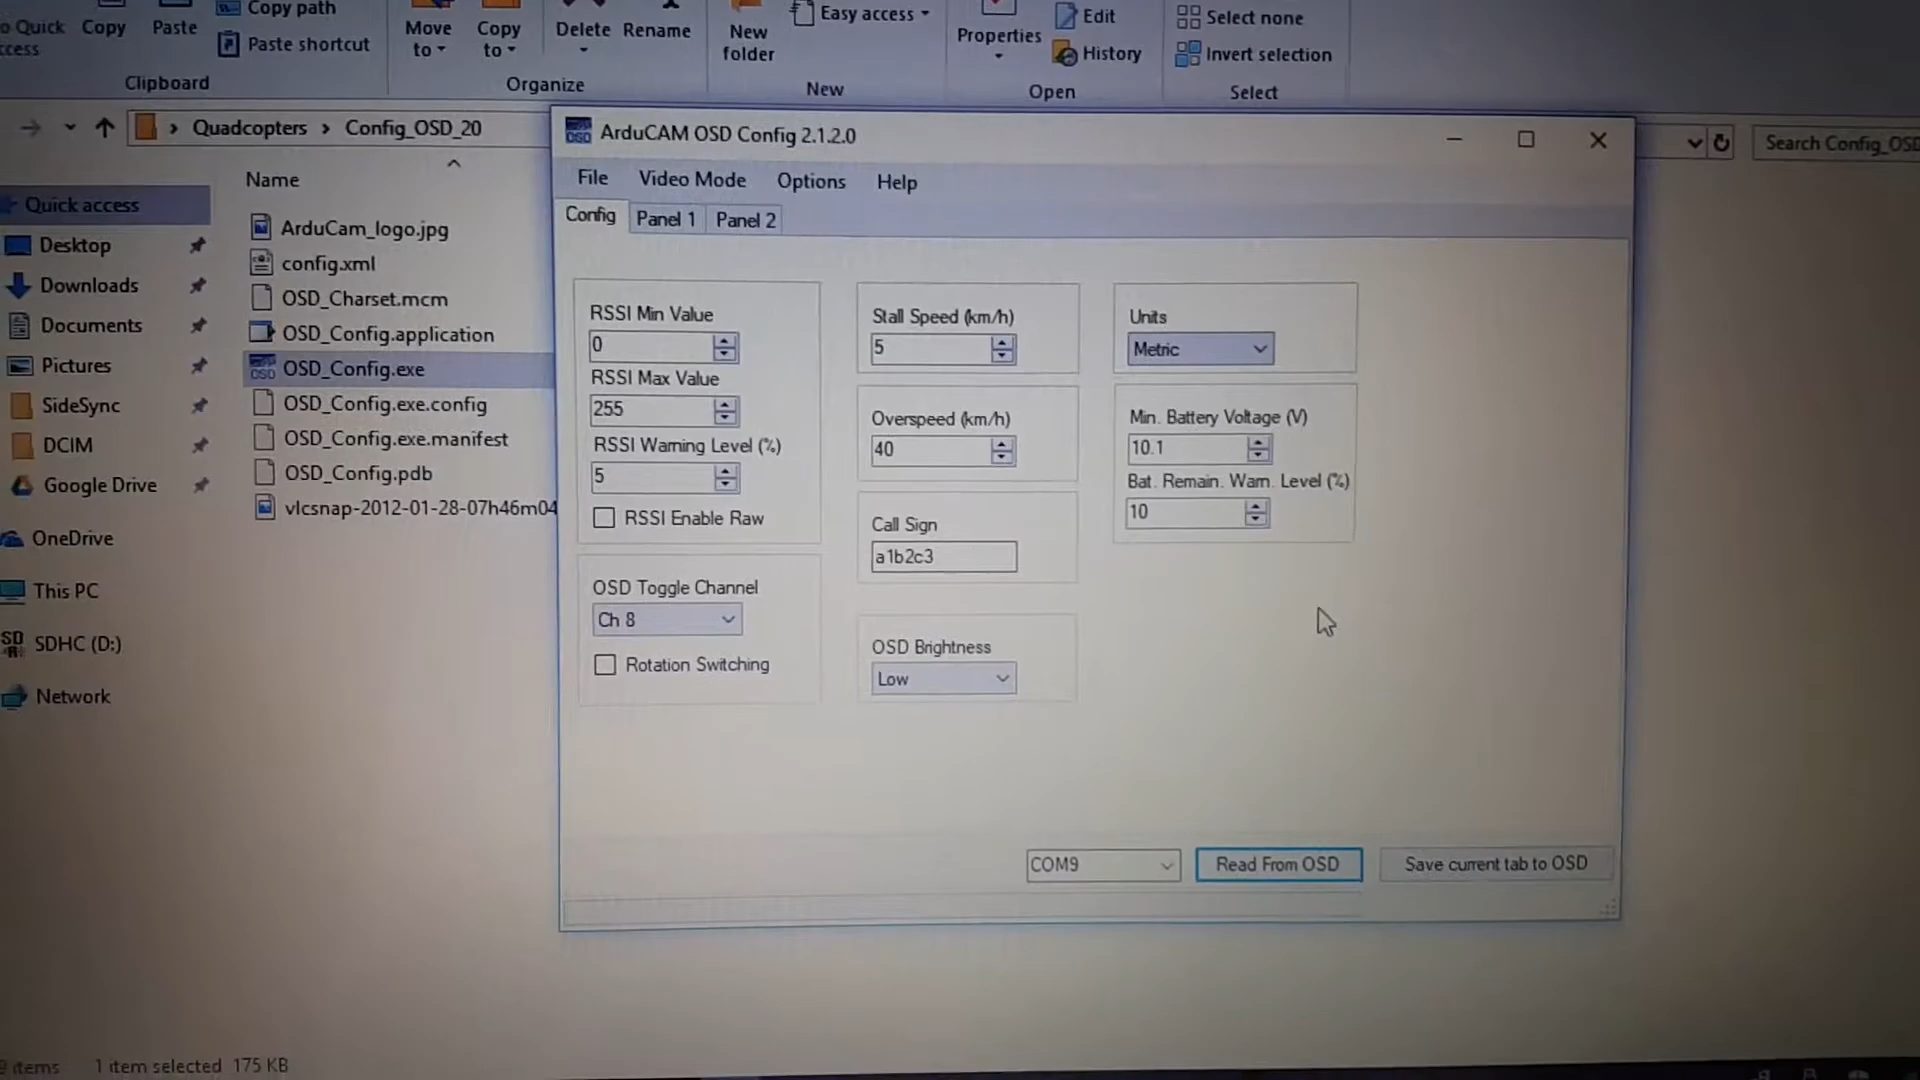 Copy path
Easy access
Edit
Select none
Quick
Copy
Paste
Paste shortcut
Move
to
Copy
to
Delete
Rename
New
folder
Properties
History
Invert selection
Clipboard
Organize
New
Open
Select
Quadcopters
Config_OSD_20
ArduCAM OSD Config 2.1.2.0
File
Video Mode
Options
Help
Config
Panel 1
Panel 2
Name
Quick access
Desktop
Downloads
Documents
Pictures
SideSync
DCIM
Google Drive
OneDrive
This PC
SDHC (D:)
Network
ArduCam_logo.jpg
config.xml
OSD_Charset.mcm
OSD_Config.application
OSD_Config.exe
OSD_Config.exe.config
OSD_Config.exe.manifest
OSD_Config.pdb
vlcsnap-2012-01-28-07h46m04
RSSI Min Value
0
RSSI Max Value
255
RSSI Warning Level (%)
5
RSSI Enable Raw
OSD Toggle Channel
Ch 8
Rotation Switching
Stall Speed (km/h)
5
Overspeed (km/h)
40
Call Sign
a1b2c3
OSD Brightness
Low
Units
Metric
Min. Battery Voltage (V)
10.1
Bat. Remain. Warn. Level (%)
10
COM9
Read From OSD
Save current tab to OSD
Search Config_OSD
items
1 item selected 175 KB